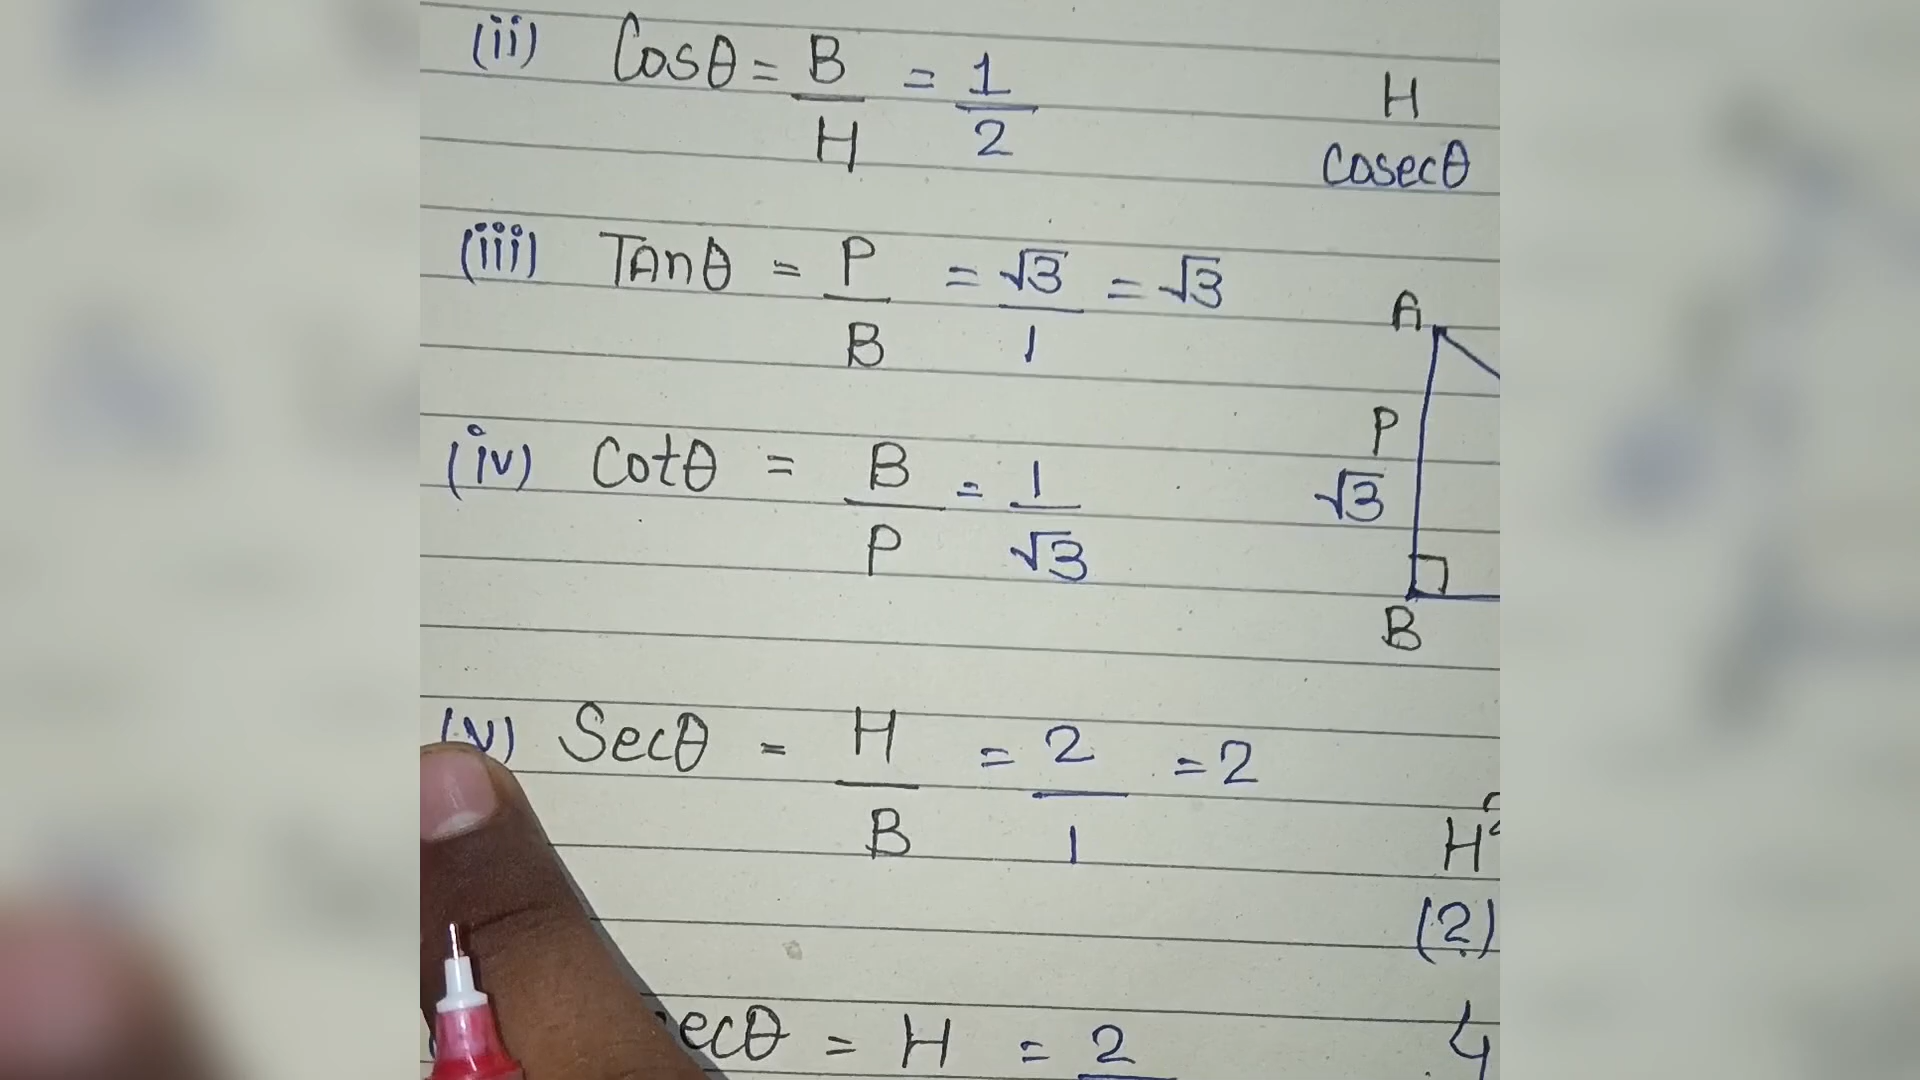 (ii) Cosθ = B/H = 1/2
H
Cosecθ
(iii) TAnθ = P/B = √3/1 = √3
A
P
√3
B
(iv) Cotθ = B/P = 1/√3
(v) Secθ = H/B = 2/1 = 2
H²
(2)
ecθ = H = 2
4